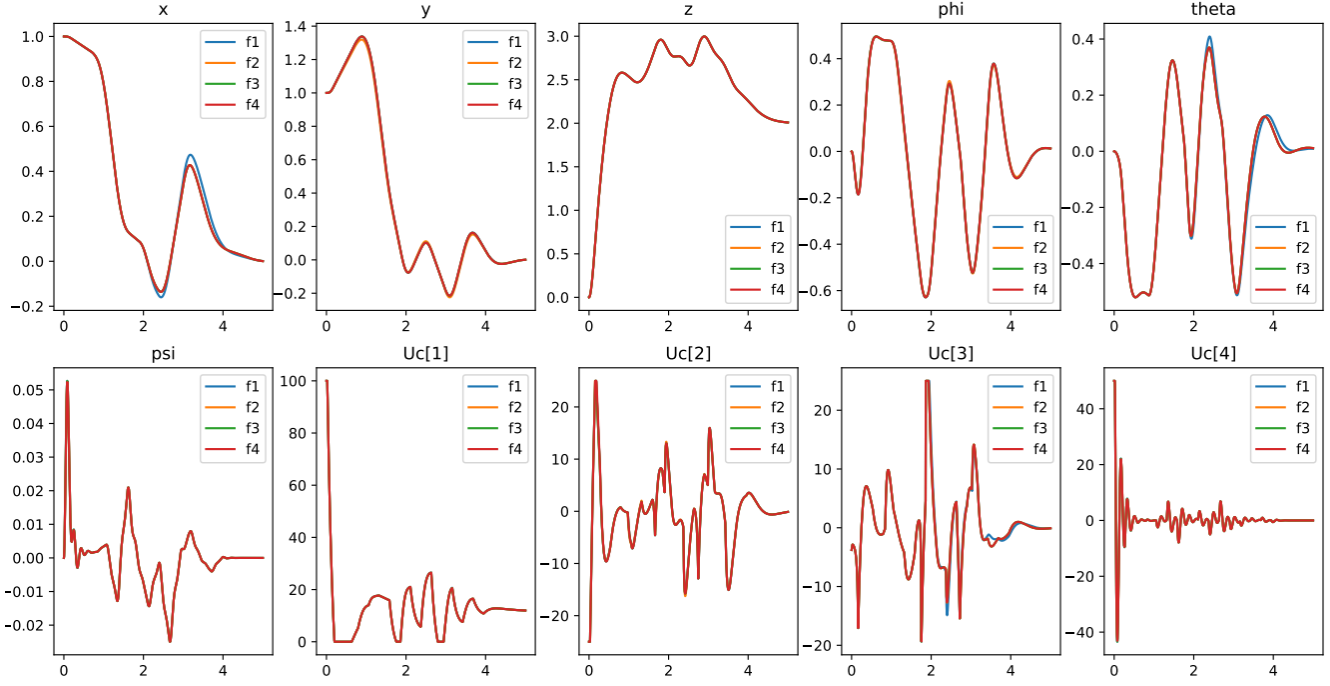 x
1.0
0.8
0.6
0.4
0.2
0.0
−0.2
0
2
4
f1
f2
f3
f4
y
1.4
1.2
1.0
0.8
0.6
0.4
0.2
0.0
−0.2
0
2
4
f1
f2
f3
f4
z
3.0
2.5
2.0
1.5
1.0
0.5
0.0
0
2
4
f1
f2
f3
f4
phi
0.4
0.2
0.0
−0.2
−0.4
−0.6
0
2
4
f1
f2
f3
f4
theta
0.4
0.2
0.0
−0.2
−0.4
0
2
4
f1
f2
f3
f4
psi
0.05
0.04
0.03
0.02
0.01
0.00
−0.01
−0.02
0
2
4
f1
f2
f3
f4
Uc[1]
100
80
60
40
20
0
0
2
4
f1
f2
f3
f4
Uc[2]
20
10
0
−10
−20
0
2
4
f1
f2
f3
f4
Uc[3]
20
10
0
−10
−20
0
2
4
f1
f2
f3
f4
Uc[4]
40
20
0
−20
−40
0
2
4
f1
f2
f3
f4